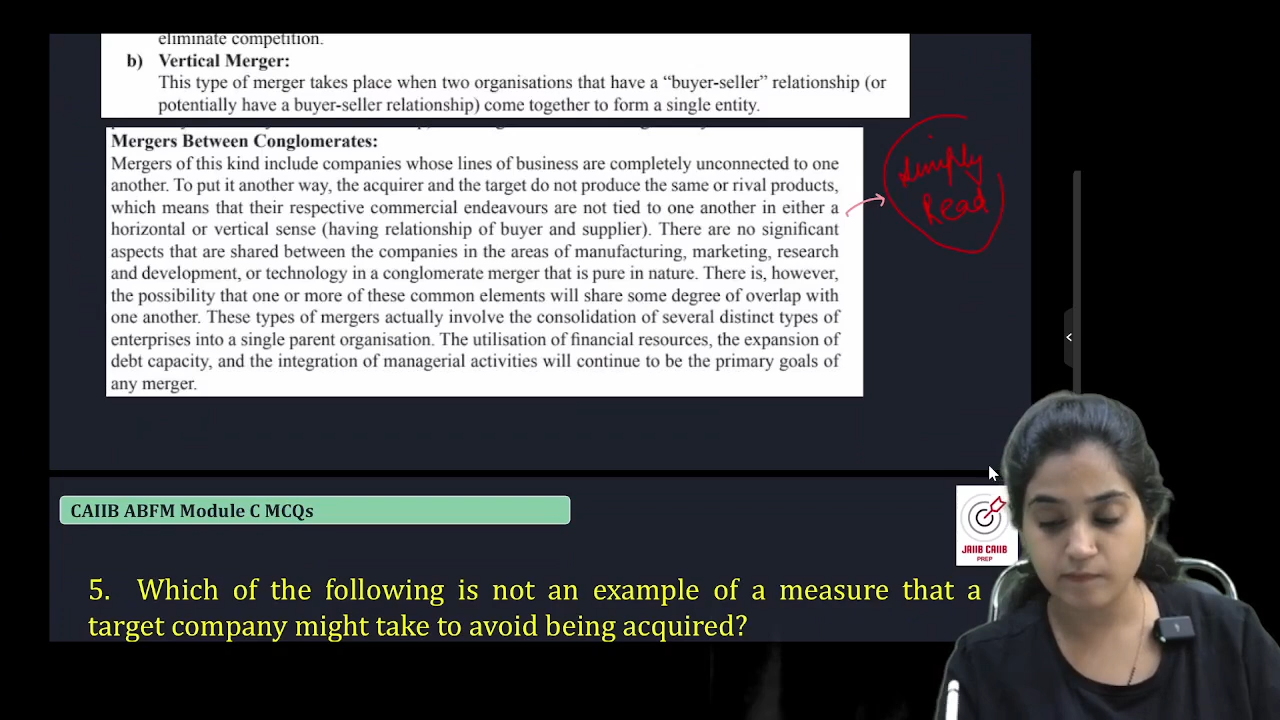 eliminate competition.
b) Vertical Merger:
This type of merger takes place when two organisations that have a “buyer-seller” relationship (or
potentially have a buyer-seller relationship) come together to form a single entity.
Mergers Between Conglomerates:
Mergers of this kind include companies whose lines of business are completely unconnected to one
another. To put it another way, the acquirer and the target do not produce the same or rival products,
which means that their respective commercial endeavours are not tied to one another in either a
horizontal or vertical sense (having relationship of buyer and supplier). There are no significant
aspects that are shared between the companies in the areas of manufacturing, marketing, research
and development, or technology in a conglomerate merger that is pure in nature. There is, however,
the possibility that one or more of these common elements will share some degree of overlap with
one another. These types of mergers actually involve the consolidation of several distinct types of
enterprises into a single parent organisation. The utilisation of financial resources, the expansion of
debt capacity, and the integration of managerial activities will continue to be the primary goals of
any merger.
Simply
Read
CAIIB ABFM Module C MCQs
JAIIB CAIIB
PREP
5. Which of the following is not an example of a measure that a
target company might take to avoid being acquired?